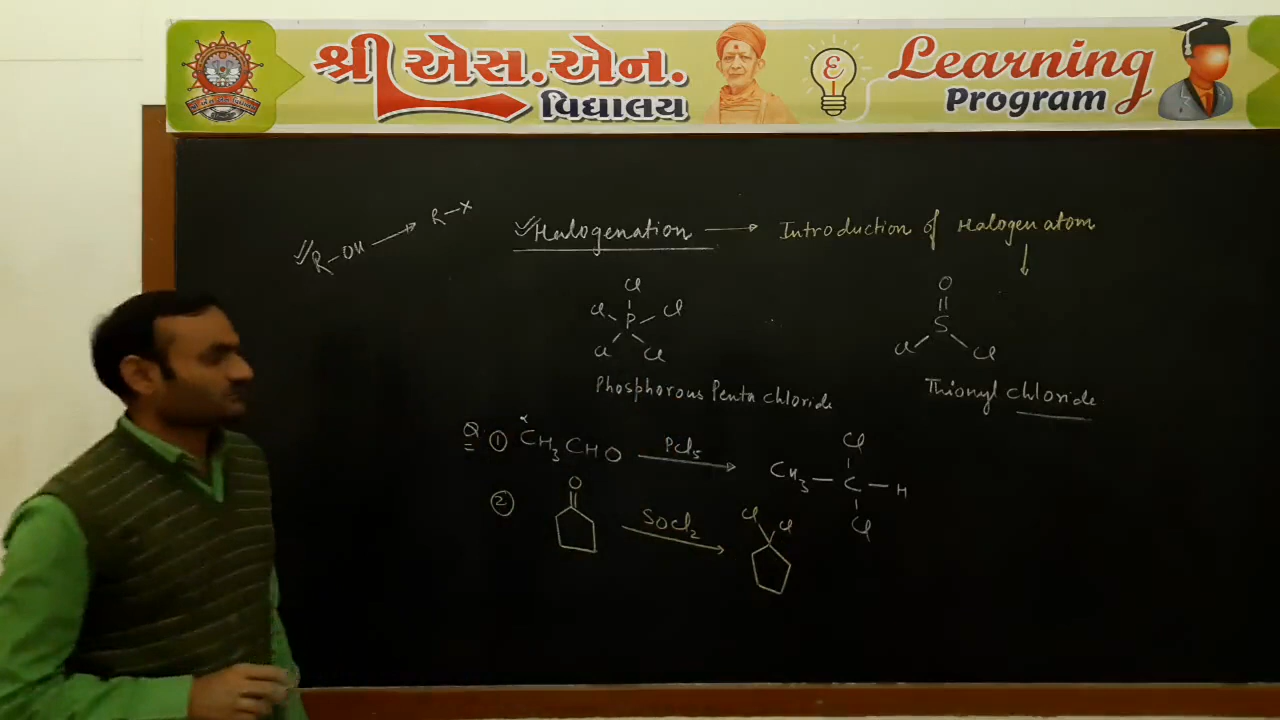 શ્રી એસ.એન.
વિદ્યાલય
ε
Learning
Program
R-OH → R-X
Halogenation → Introduction of Halogen atom
Cl
Cl P Cl
Cl Cl
Phosphorous Penta chloride
O
S
Cl Cl
Thionyl chloride
Q ① CH₃CHO PCl₅ →
α
Cl
CH₃ - C - H
Cl
②
O
SOCl₂ →
Cl Cl